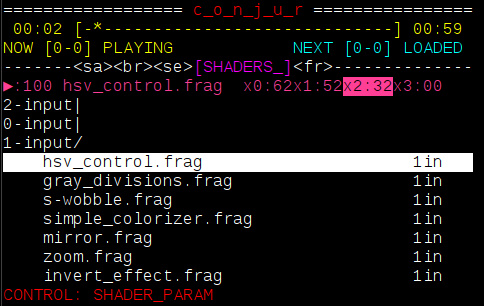 ================ c_o_n_j_u_r ================
00:02 [-*------------------------------] 00:59
NOW [0-0] PLAYING NEXT [0-0] LOADED
-------<sa><br><se>[SHADERS_]<fr>-------------
►:100 hsv_control.frag x0:62x1:52x2:32x3:00
2-input|
0-input|
1-input/
hsv_control.frag 1in
gray_divisions.frag 1in
s-wobble.frag 1in
simple_colorizer.frag 1in
mirror.frag 1in
zoom.frag 1in
invert_effect.frag 1in
CONTROL: SHADER_PARAM